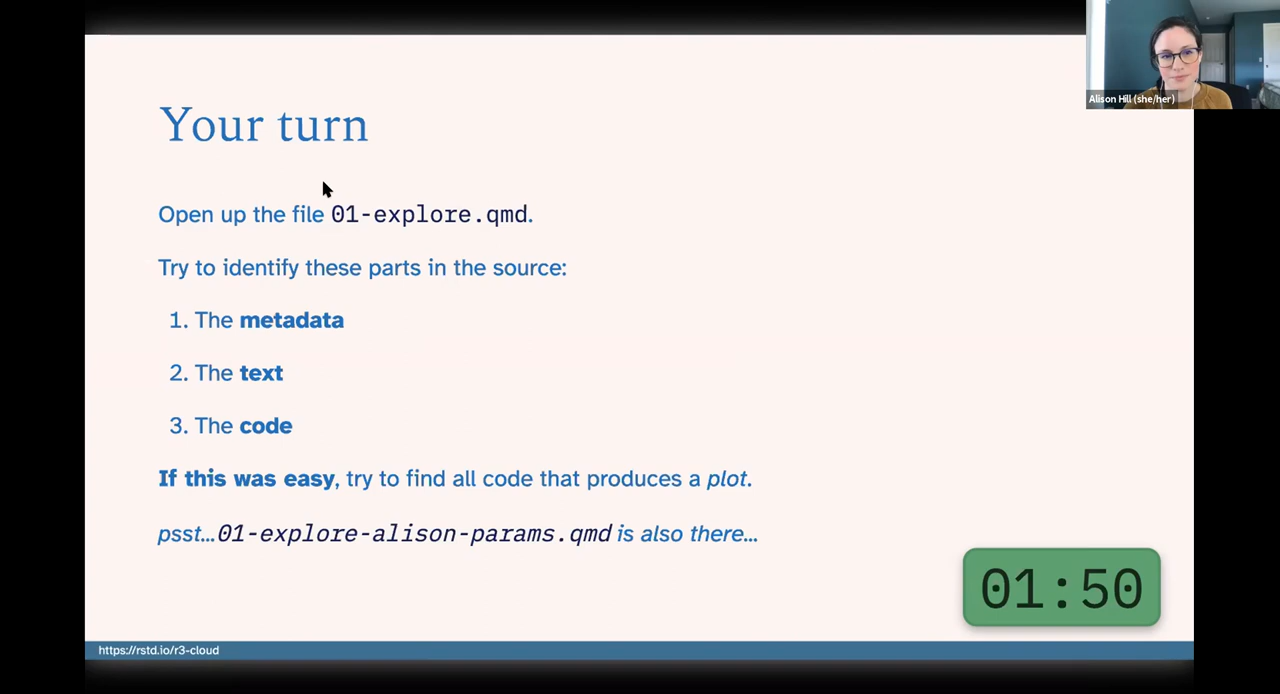 Alison Hill (she/her)
Your turn
Open up the file 01-explore.qmd.
Try to identify these parts in the source:
1. The metadata
2. The text
3. The code
If this was easy, try to find all code that produces a plot.
psst...01-explore-alison-params.qmd is also there...
01:50
https://rstd.io/r3-cloud